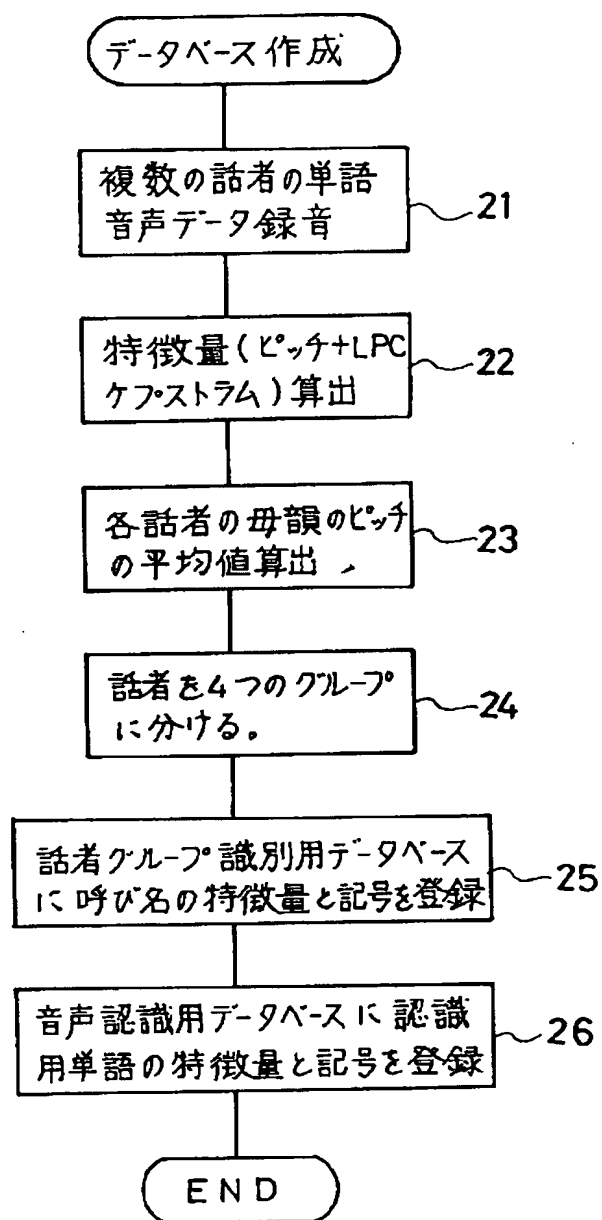 データベース作成
複数の話者の単語
音声データ録音
21
特徴量(ピッチ+LPC
ケプストラム)算出
22
各話者の母韻のピッチ
の平均値算出
23
話者を4つのグループ
に分ける。
24
話者グループ識別用データベース
に呼び名の特徴量と記号を登録
25
音声認識用データベースに認識
用単語の特徴量と記号を登録
26
END